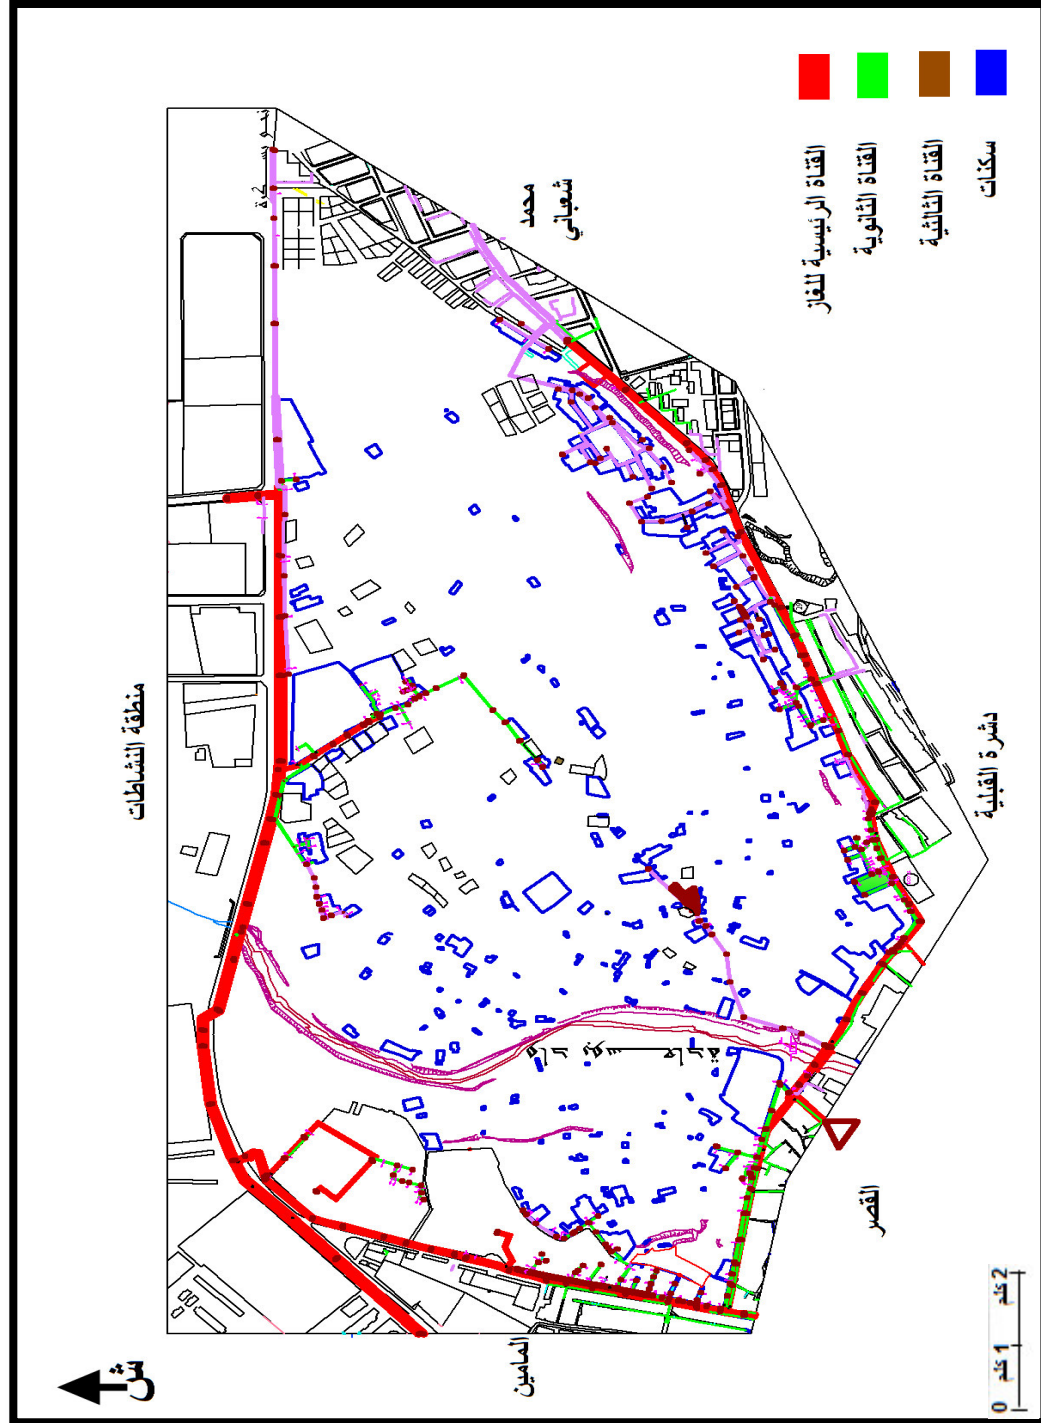 القناة الرئيسية للغاز
القناة الثانوية
القناة الثالثية
سكنات
محمد
شعباني
منطقة النشاطات
دشرة القبلية
القصر
المامين
ش
0 1 كلم 2 كلم